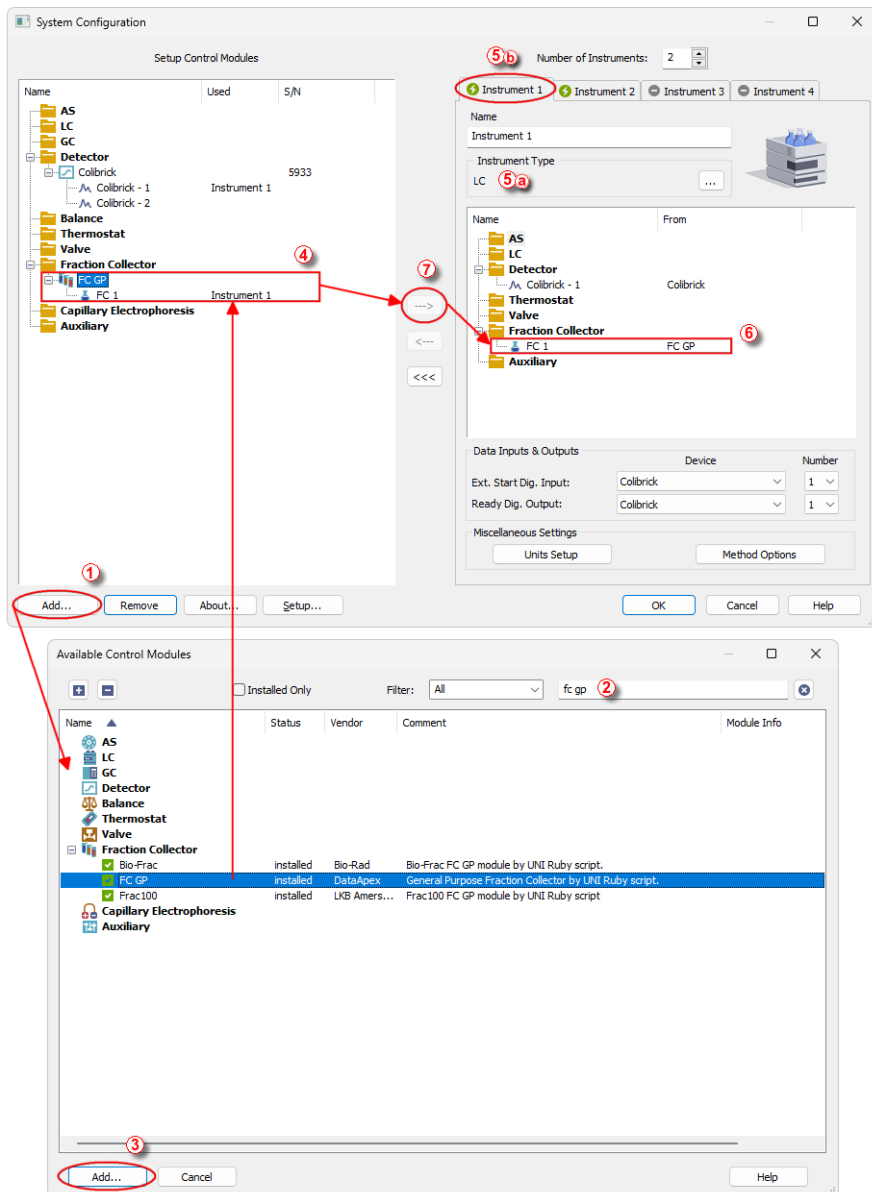 System Configuration
Setup Control Modules
5b Number of Instruments: 2
Name Used S/N
AS
LC
GC
Detector
Colibrick 5933
Colibrick - 1 Instrument 1
Colibrick - 2
Balance
Thermostat
Valve
Fraction Collector
4
FC GP
FC 1 Instrument 1
Capillary Electrophoresis
Auxiliary
7
--->
<---
<<<
Instrument 1 Instrument 2 Instrument 3 Instrument 4
Name
Instrument 1
Instrument Type
LC 5a ...
Name From
AS
LC
Detector
Colibrick - 1 Colibrick
Thermostat
Valve
Fraction Collector
6
FC 1 FC GP
Auxiliary
Data Inputs & Outputs
Device Number
Ext. Start Dig. Input: Colibrick 1
Ready Dig. Output: Colibrick 1
Miscellaneous Settings
Units Setup Method Options
1
Add... Remove About... Setup... OK Cancel Help
Available Control Modules
Installed Only Filter: All fc gp 2
Name Status Vendor Comment Module Info
AS
LC
GC
Detector
Balance
Thermostat
Valve
Fraction Collector
Bio-Frac installed Bio-Rad Bio-Frac FC GP module by UNI Ruby script.
FC GP installed DataApex General Purpose Fraction Collector by UNI Ruby script.
Frac100 installed LKB Amers... Frac100 FC GP module by UNI Ruby script
Capillary Electrophoresis
Auxiliary
3
Add... Cancel Help